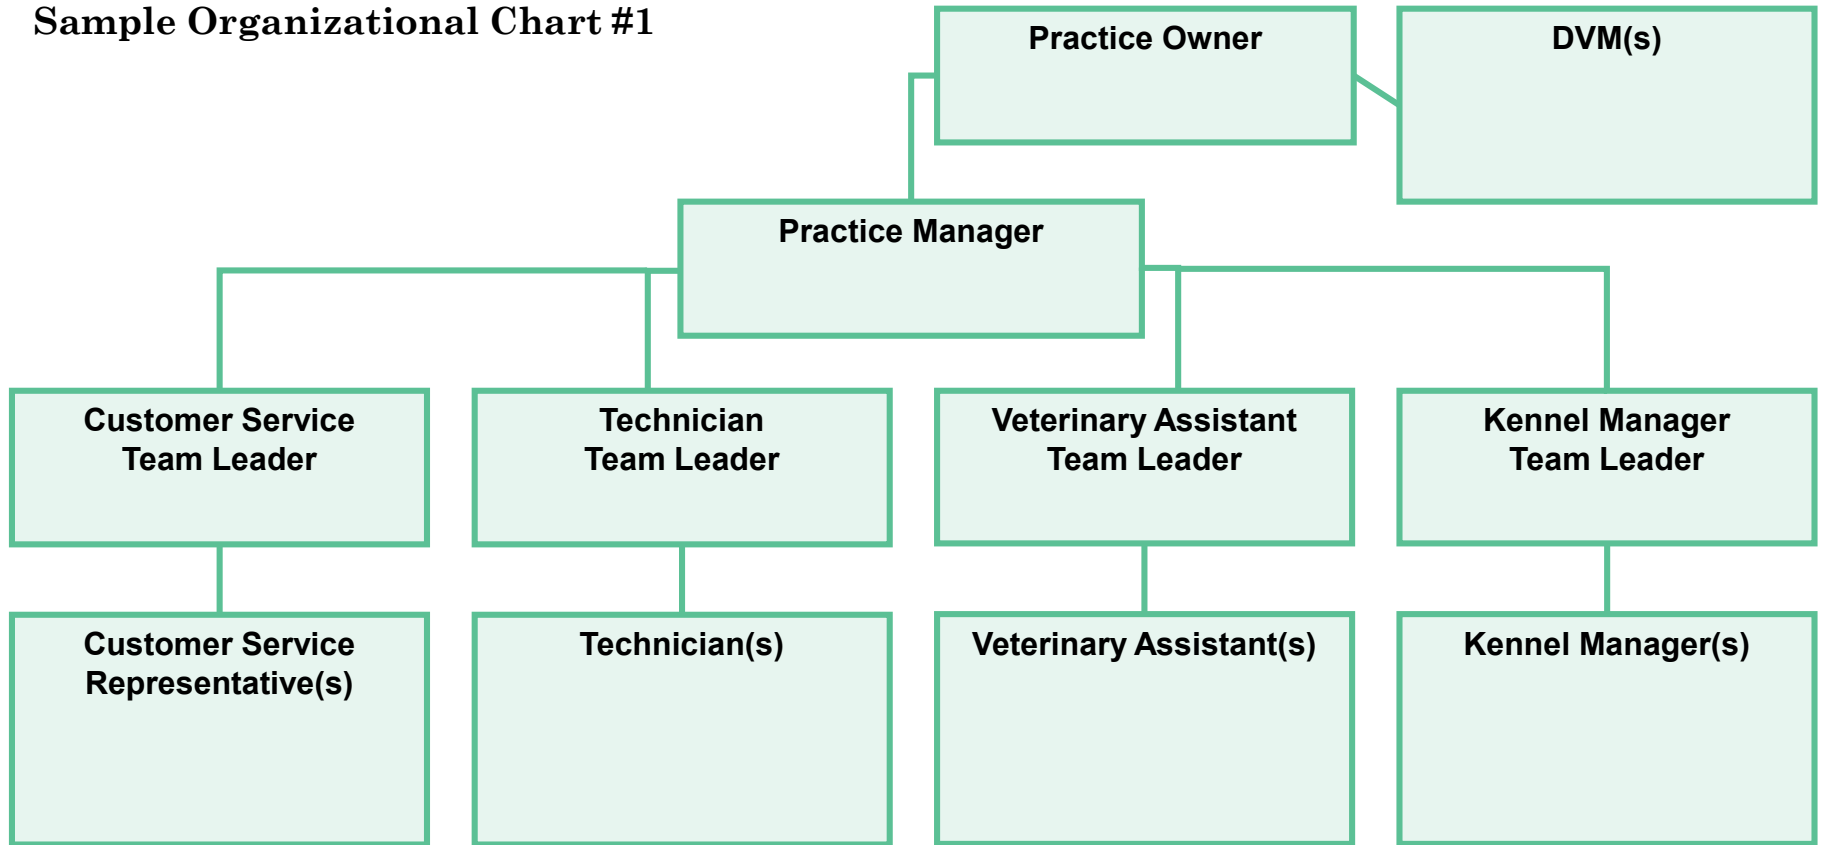 Sample Organizational Chart #1
Practice Owner
DVM(s)
Practice Manager
Customer Service
Team Leader
Technician
Team Leader
Veterinary Assistant
Team Leader
Kennel Manager
Team Leader
Customer Service
Representative(s)
Technician(s)
Veterinary Assistant(s)
Kennel Manager(s)